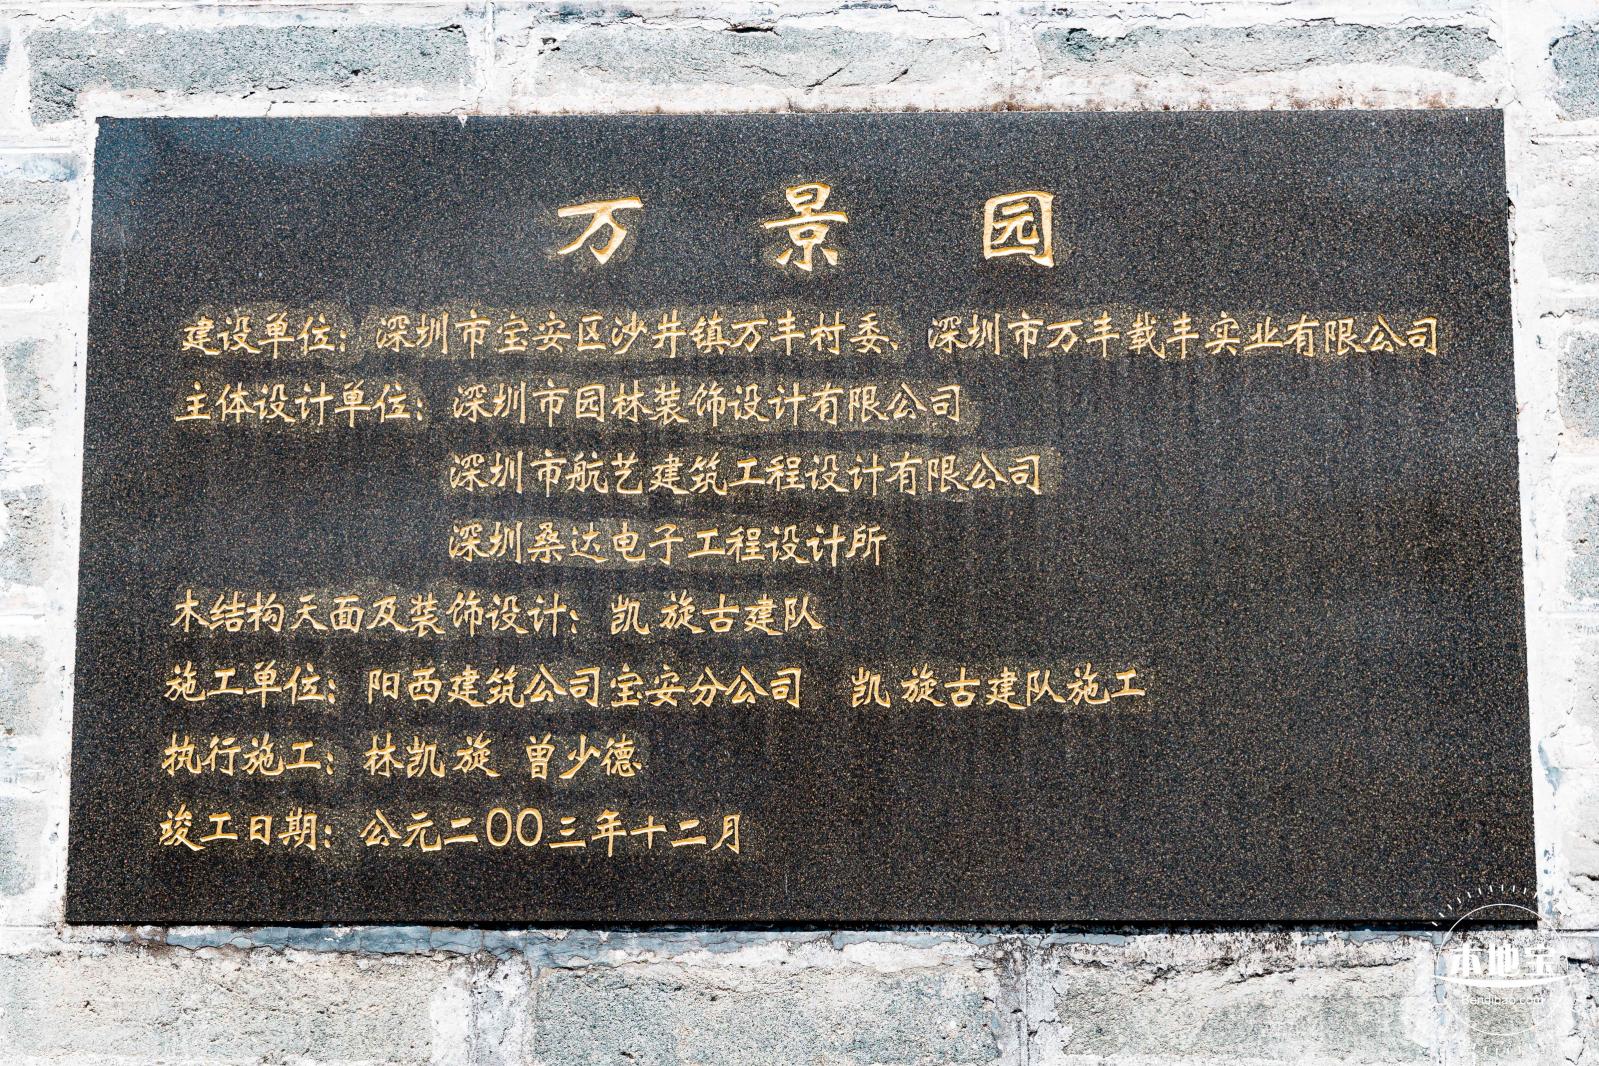 万景园
建设单位：深圳市宝安区沙井镇万丰村委、深圳市万丰载丰实业有限公司
主体设计单位：深圳市园林装饰设计有限公司
深圳市航艺建筑工程设计有限公司
深圳桑达电子工程设计所
木结构天面及装饰设计：凯旋古建队
施工单位：阳西建筑公司宝安分公司 凯旋古建队施工
执行施工：林凯旋 曾少德
竣工日期：公元二〇〇三年十二月
本地宝
Bendibao.com